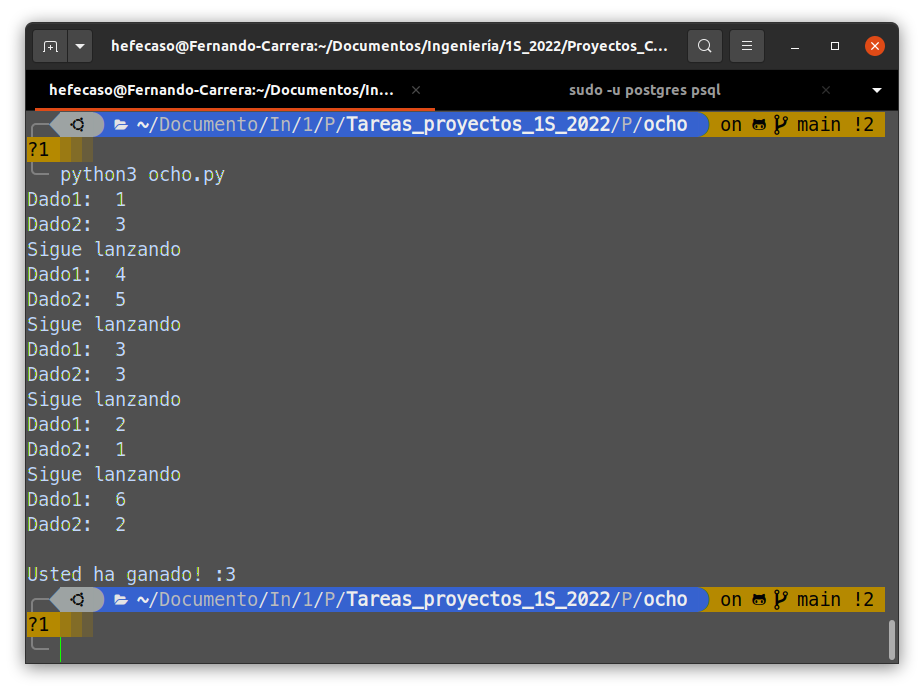 hefecaso@Fernando-Carrera:~/Documentos/Ingeniería/1S_2022/Proyectos_C...
hefecaso@Fernando-Carrera:~/Documentos/In... × sudo -u postgres psql ×
~/Documento/In/1/P/Tareas_proyectos_1S_2022/P/ocho on main !2
?1
python3 ocho.py
Dado1: 1
Dado2: 3
Sigue lanzando
Dado1: 4
Dado2: 5
Sigue lanzando
Dado1: 3
Dado2: 3
Sigue lanzando
Dado1: 2
Dado2: 1
Sigue lanzando
Dado1: 6
Dado2: 2
Usted ha ganado! :3
~/Documento/In/1/P/Tareas_proyectos_1S_2022/P/ocho on main !2
?1